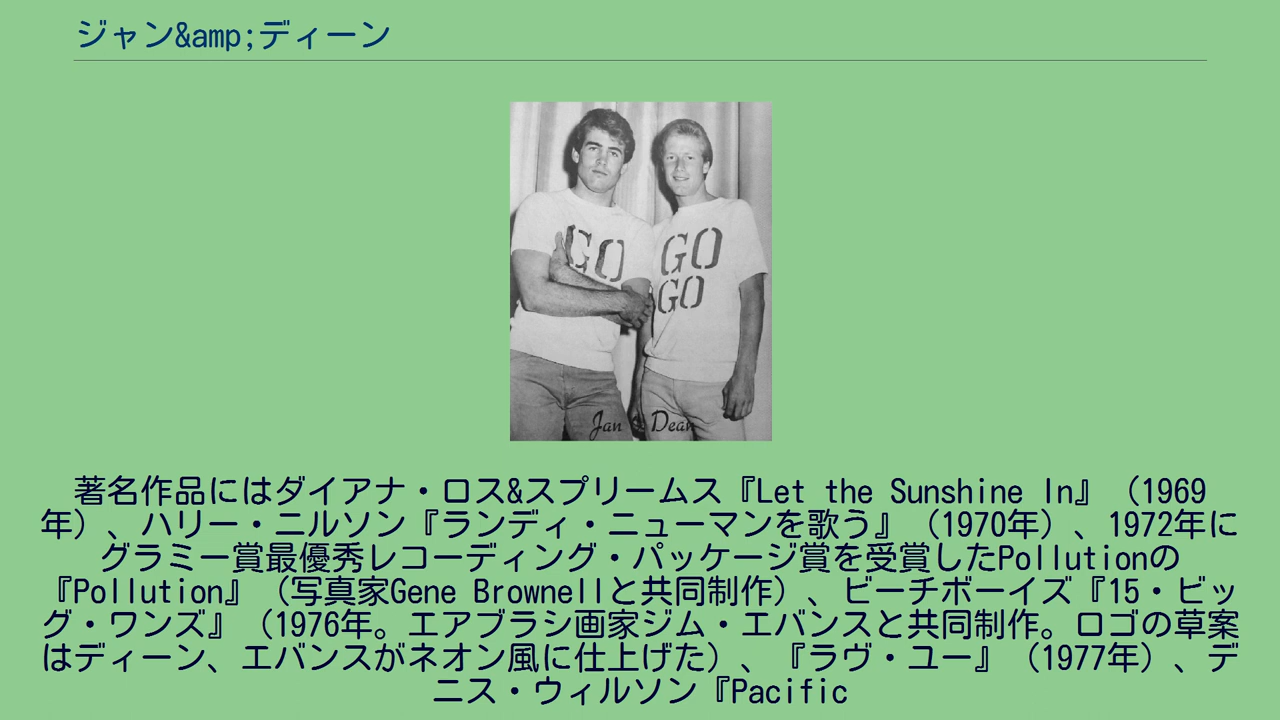 ジャン&amp;ディーン
GO
GO
GO
Jan & Dean
著名作品にはダイアナ・ロス&スプリームス『Let the Sunshine In』（1969
年）、ハリー・ニルソン『ランディ・ニューマンを歌う』（1970年）、1972年に
グラミー賞最優秀レコーディング・パッケージ賞を受賞したPollutionの
『Pollution』（写真家Gene Brownellと共同制作）、ビーチボーイズ『15・ビッ
グ・ワンズ』（1976年。エアブラシ画家ジム・エバンスと共同制作。ロゴの草案
はディーン、エバンスがネオン風に仕上げた）、『ラヴ・ユー』（1977年）、デ
ニス・ウィルソン『Pacific